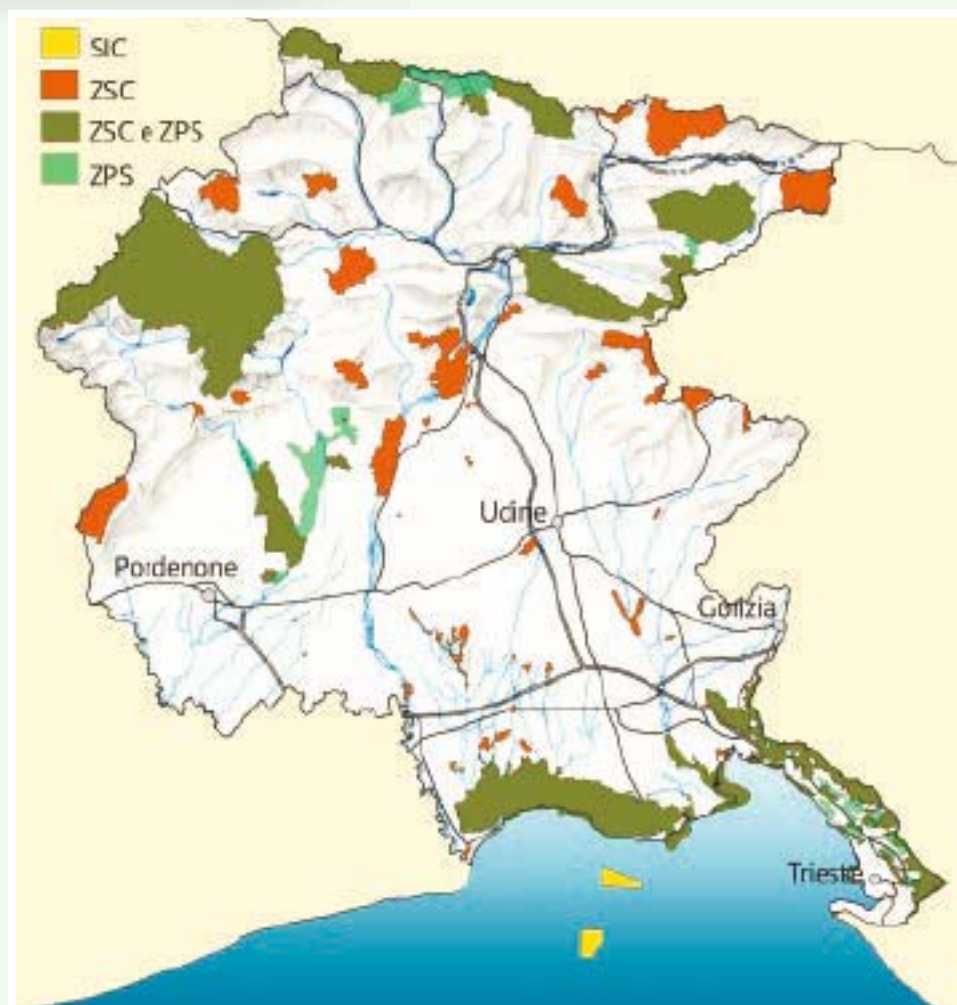 SIC
ZSC
ZSC e ZPS
ZPS
Udine
Pordenone
Gorizia
Trieste